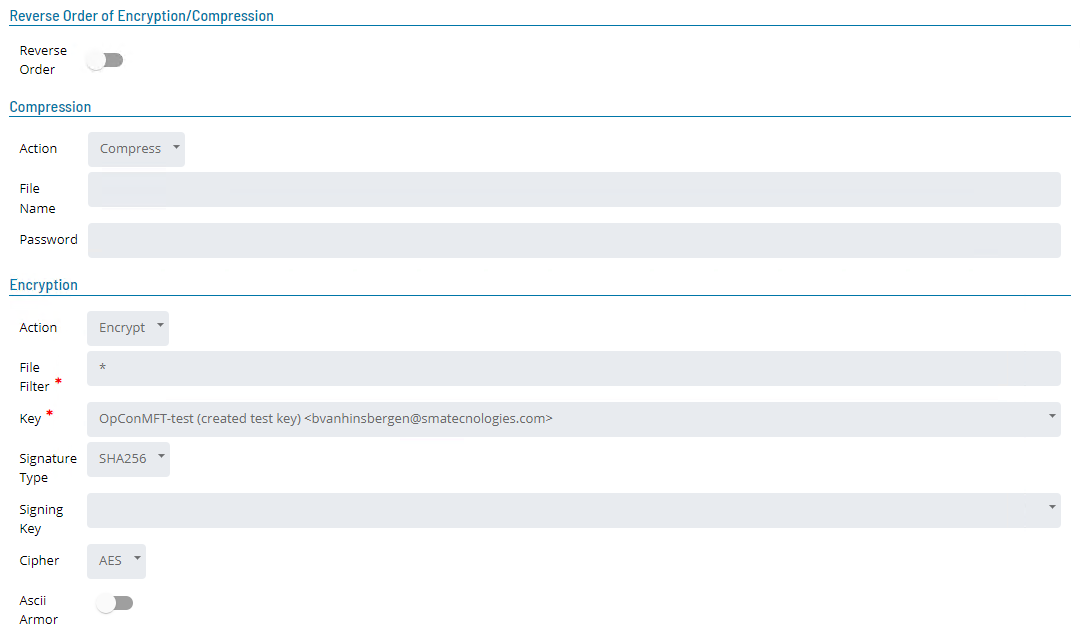 Reverse Order of Encryption/Compression
Reverse
Order
Compression
Action Compress
File
Name
Password
Encryption
Action Encrypt
File
Filter * *
Key * OpConMFT-test (created test key) <bvanhinsbergen@smatecnologies.com>
Signature
Type SHA256
Signing
Key
Cipher AES
Ascii
Armor